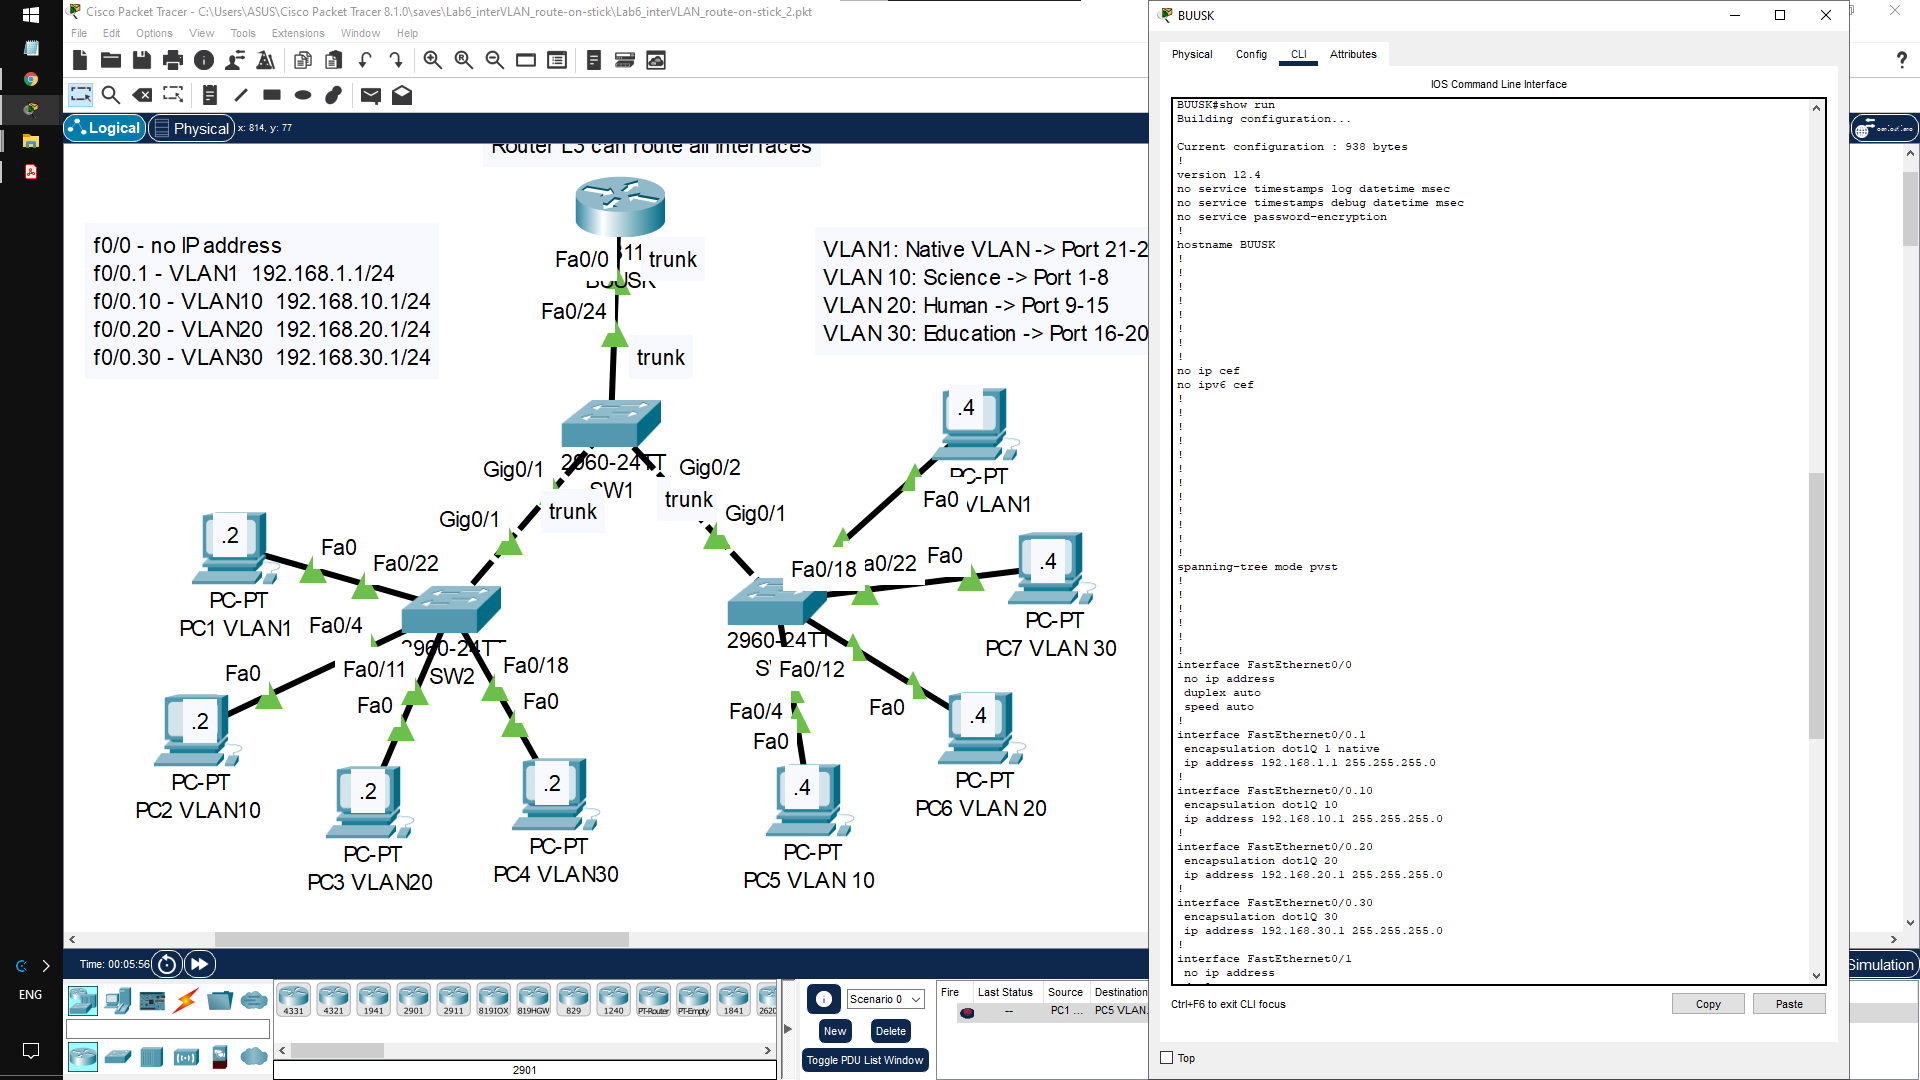 Cisco Packet Tracer - C:\Users\ASUS\Cisco Packet Tracer 8.1.0\saves\Lab6_interVLAN_route-on-stick\Lab6_interVLAN_route-on-stick_2.pkt
File Edit Options View Tools Extensions Window Help
Logical Physical x: 814, y: 77
Router L3 can route all interfaces
f0/0 - no IP address
f0/0.1 - VLAN1 192.168.1.1/24
f0/0.10 - VLAN10 192.168.10.1/24
f0/0.20 - VLAN20 192.168.20.1/24
f0/0.30 - VLAN30 192.168.30.1/24
VLAN1: Native VLAN -> Port 21-2
VLAN 10: Science -> Port 1-8
VLAN 20: Human -> Port 9-15
VLAN 30: Education -> Port 16-20
Fa0/0
trunk
BUUSK
Fa0/24
trunk
2960-24TT
SW1
Gig0/1
Gig0/2
trunk
trunk
Gig0/1
Gig0/1
.4
PC-PT
VLAN1
Fa0
.2
Fa0
Fa0/22
PC-PT
PC1 VLAN1
Fa0/4
Fa0/18
a0/22
Fa0
.4
PC-PT
PC7 VLAN 30
2960-24TT
SW2
Fa0/11
Fa0/18
Fa0
Fa0
Fa0
.2
PC-PT
PC2 VLAN10
.2
PC-PT
PC3 VLAN20
.2
PC-PT
PC4 VLAN30
2960-24TT
Fa0/12
Fa0/4
Fa0
Fa0
.4
PC-PT
PC6 VLAN 20
.4
PC-PT
PC5 VLAN 10
Time: 00:05:56
Simulation
4331 4321 1941 2901 2911 819IOX 819HGW 829 1240 PT-Router PT-Empty 1841 2620
2901
Scenario 0
New Delete
Toggle PDU List Window
Fire Last Status Source Destination
-- PC1 ... PC5 VLAN.
ENG
BUUSK
Physical Config CLI Attributes
IOS Command Line Interface
BUUSK#show run
Building configuration...
Current configuration : 938 bytes
!
version 12.4
no service timestamps log datetime msec
no service timestamps debug datetime msec
no service password-encryption
!
hostname BUUSK
!
!
!
!
!
!
!
!
no ip cef
no ipv6 cef
!
!
!
!
!
!
!
!
!
!
!
!
spanning-tree mode pvst
!
!
!
!
!
!
interface FastEthernet0/0
no ip address
duplex auto
speed auto
!
interface FastEthernet0/0.1
encapsulation dot1Q 1 native
ip address 192.168.1.1 255.255.255.0
!
interface FastEthernet0/0.10
encapsulation dot1Q 10
ip address 192.168.10.1 255.255.255.0
!
interface FastEthernet0/0.20
encapsulation dot1Q 20
ip address 192.168.20.1 255.255.255.0
!
interface FastEthernet0/0.30
encapsulation dot1Q 30
ip address 192.168.30.1 255.255.255.0
!
interface FastEthernet0/1
no ip address
Ctrl+F6 to exit CLI focus
Copy Paste
Top